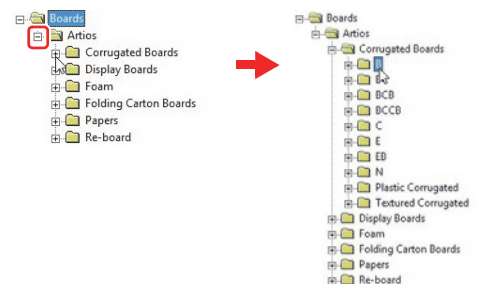 Boards
Artios
Corrugated Boards
Display Boards
Foam
Folding Carton Boards
Papers
Re-board
Boards
Artios
Corrugated Boards
B
BCB
BCCB
C
E
EB
N
Plastic Corrugated
Textured Corrugated
Display Boards
Foam
Folding Carton Boards
Papers
Re-board